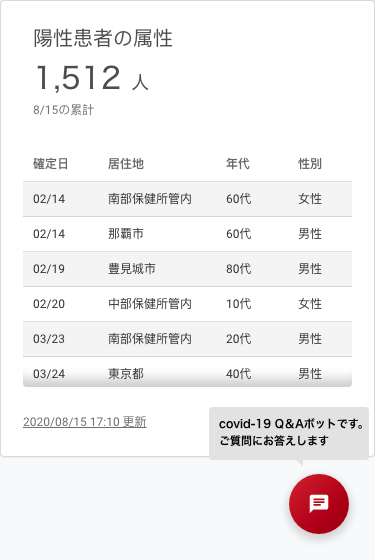 陽性患者の属性
1,512 人
8/15の累計
確定日 居住地 年代 性別
02/14 南部保健所管内 60代 女性
02/14 那覇市 60代 男性
02/19 豊見城市 80代 男性
02/20 中部保健所管内 10代 女性
03/23 南部保健所管内 20代 男性
03/24 東京都 40代 男性
2020/08/15 17:10 更新
covid-19 Q&Aボットです。
ご質問にお答えします